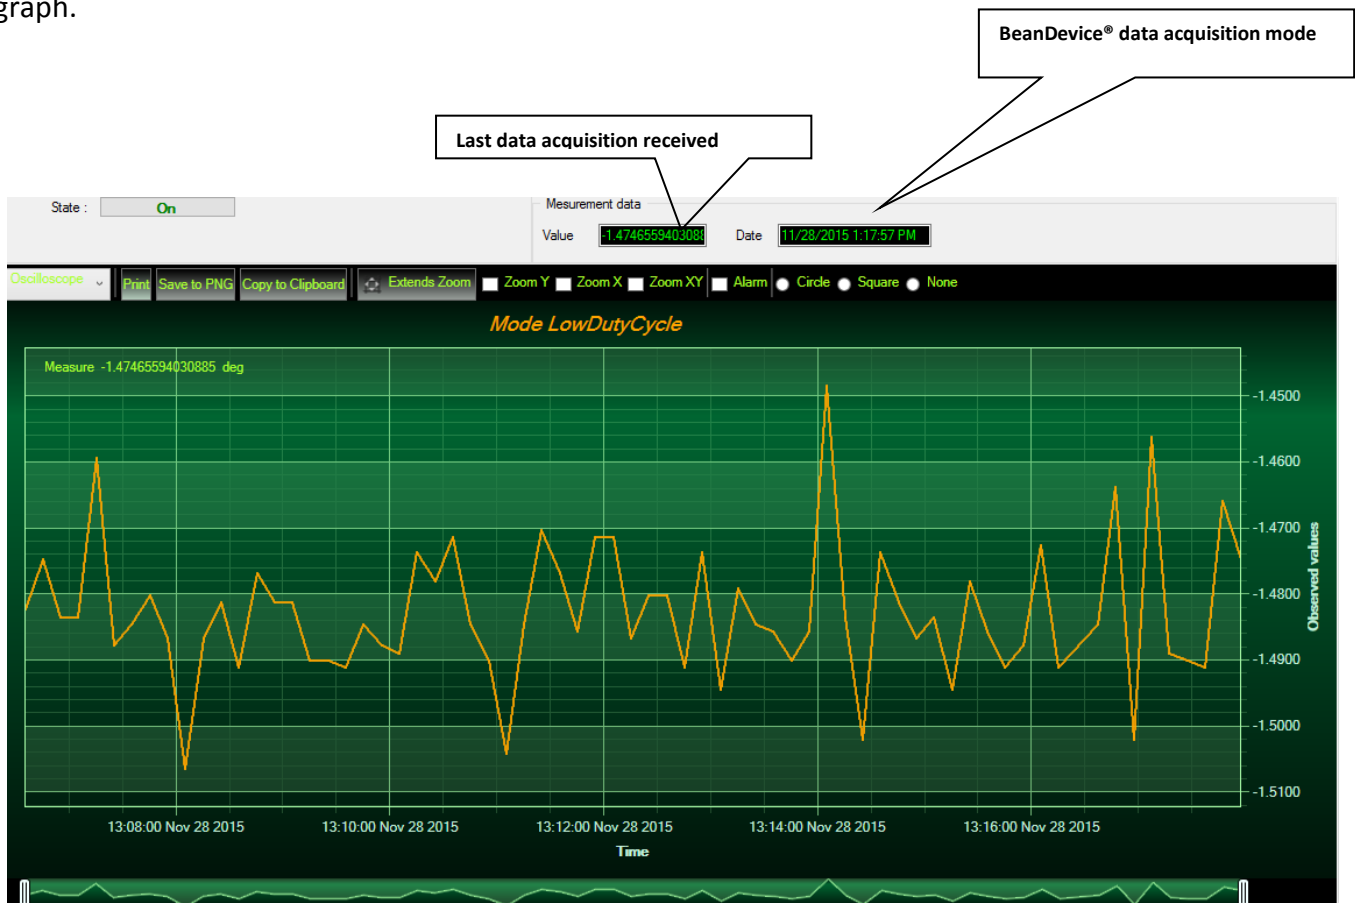 graph.
BeanDevice® data acquisition mode
Last data acquisition received
State : On
Mesurement data
Value -1.4746559403088 Date 11/28/2015 1:17:57 PM
Oscilloscope Print Save to PNG Copy to Clipboard Extends Zoom Zoom Y Zoom X Zoom XY Alarm Circle Square None
Mode LowDutyCycle
Measure -1.47465594030885 deg
-1.4500
-1.4600
-1.4700
-1.4800
-1.4900
-1.5000
-1.5100
Observed values
13:08:00 Nov 28 2015 13:10:00 Nov 28 2015 13:12:00 Nov 28 2015 13:14:00 Nov 28 2015 13:16:00 Nov 28 2015
Time